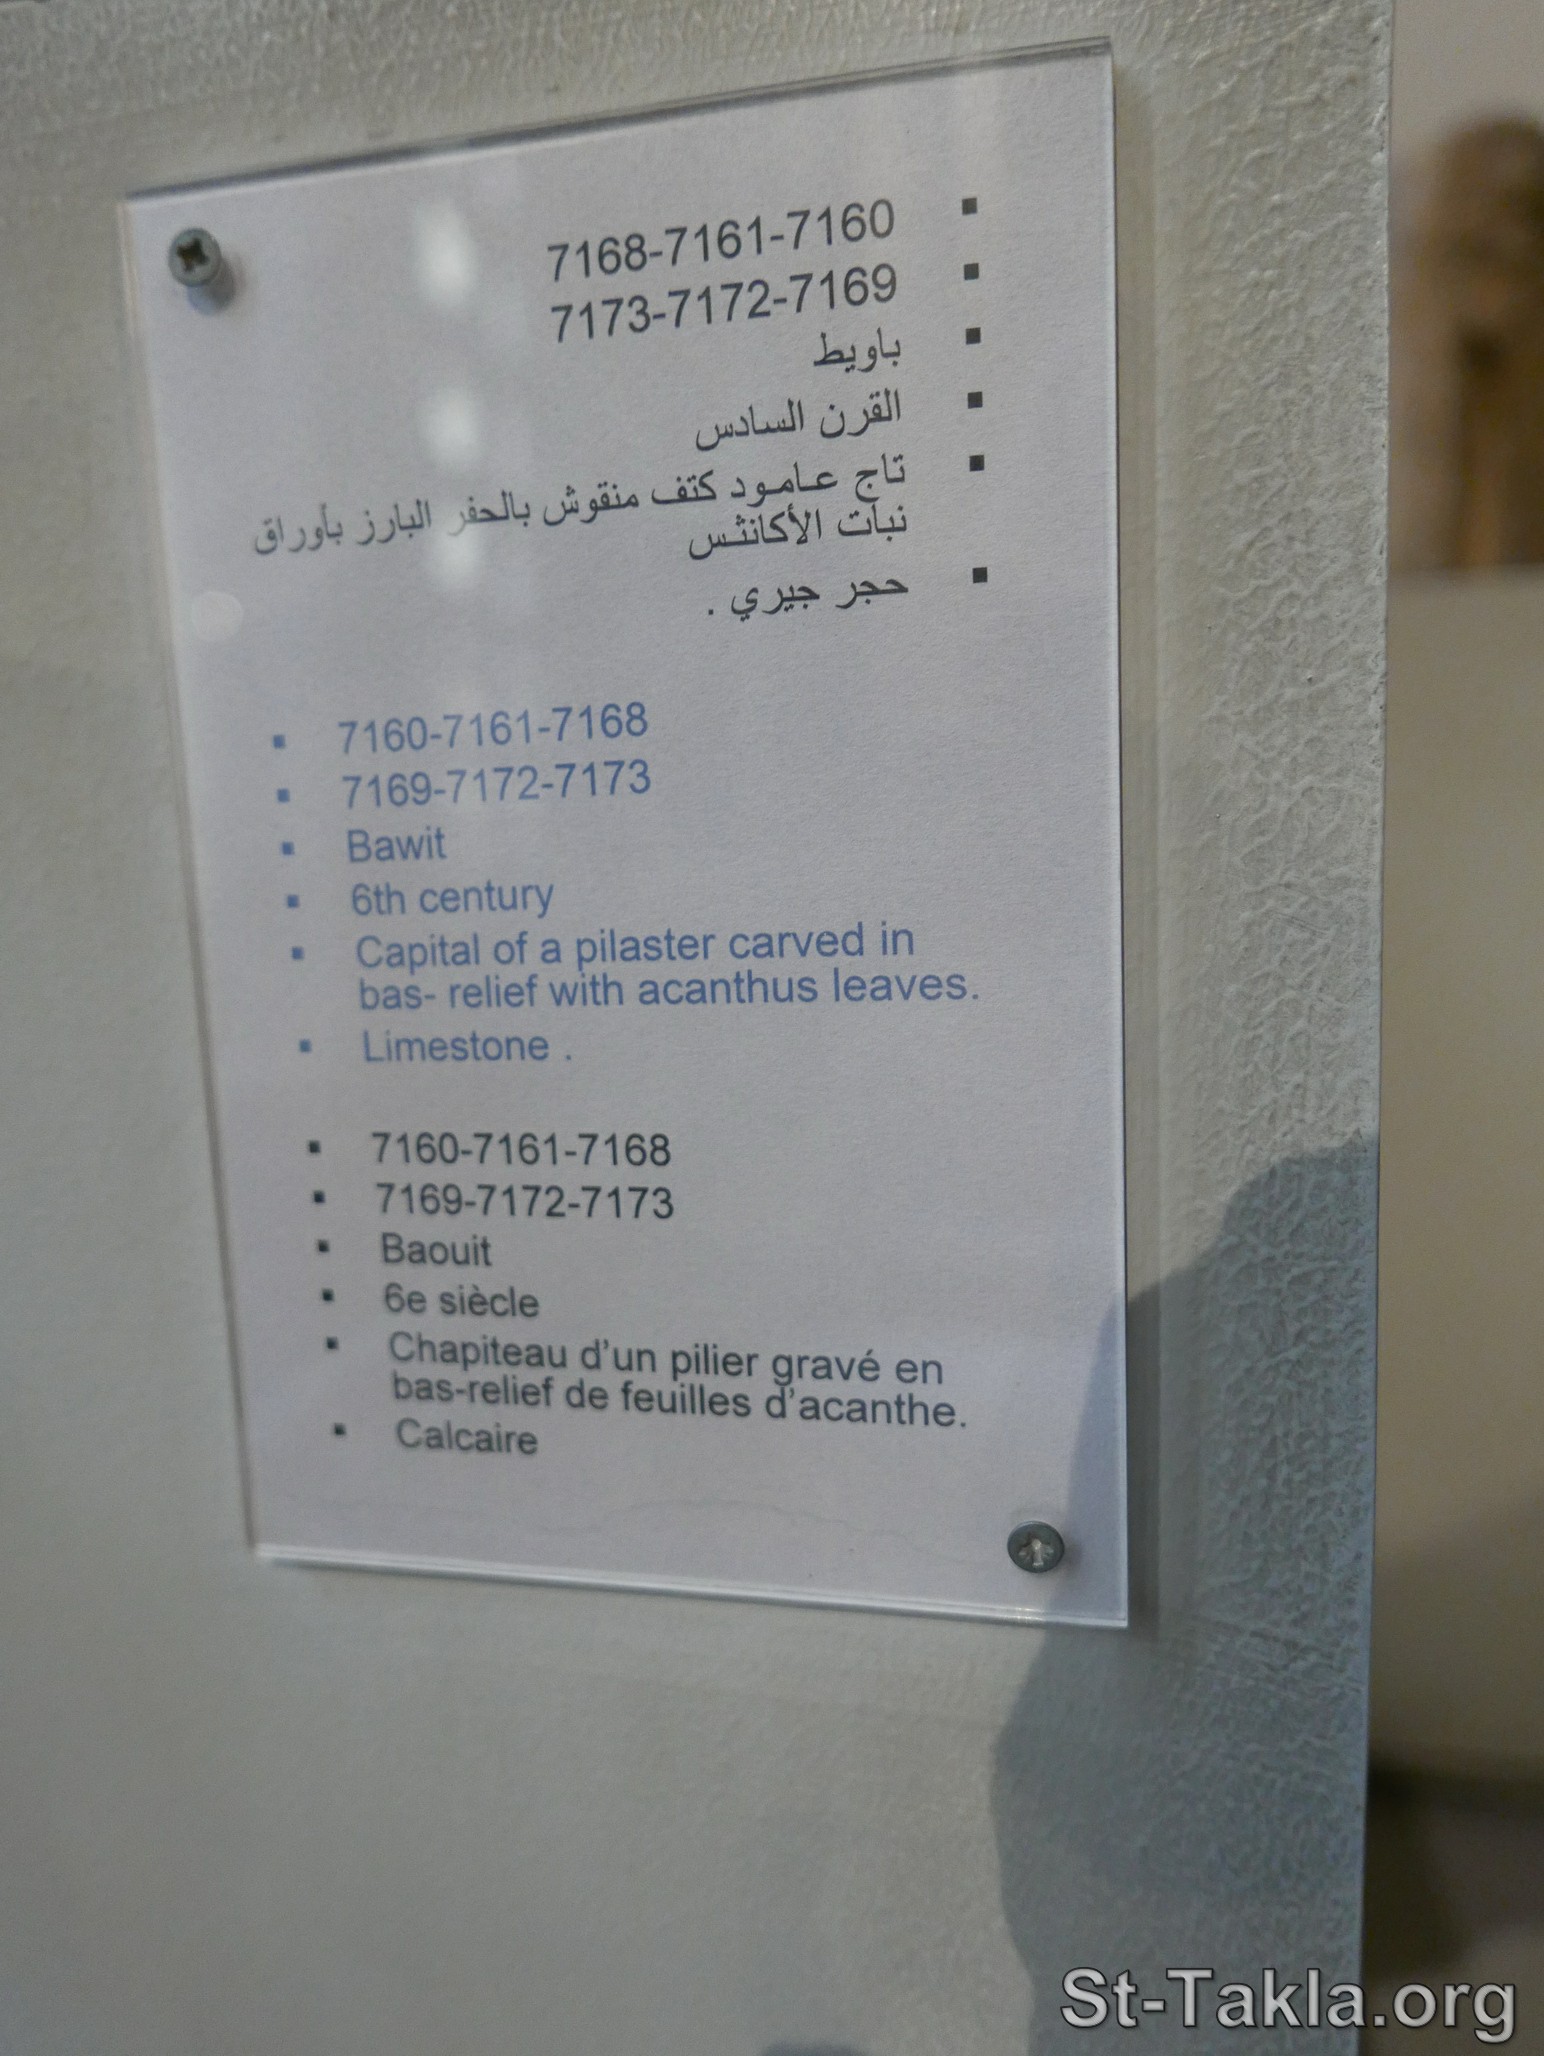 ▪ 7168-7161-7160
▪ 7173-7172-7169
▪ باويط
▪ القرن السادس
▪ تاج عامود كتف منقوش بالحفر البارز بأوراق
نبات الأكانثس
▪ حجر جيري .
▪ 7160-7161-7168
▪ 7169-7172-7173
▪ Bawit
▪ 6th century
▪ Capital of a pilaster carved in
bas- relief with acanthus leaves.
▪ Limestone .
▪ 7160-7161-7168
▪ 7169-7172-7173
▪ Baouit
▪ 6e siècle
▪ Chapiteau d'un pilier gravé en
bas-relief de feuilles d'acanthe.
▪ Calcaire
St-Takla.org